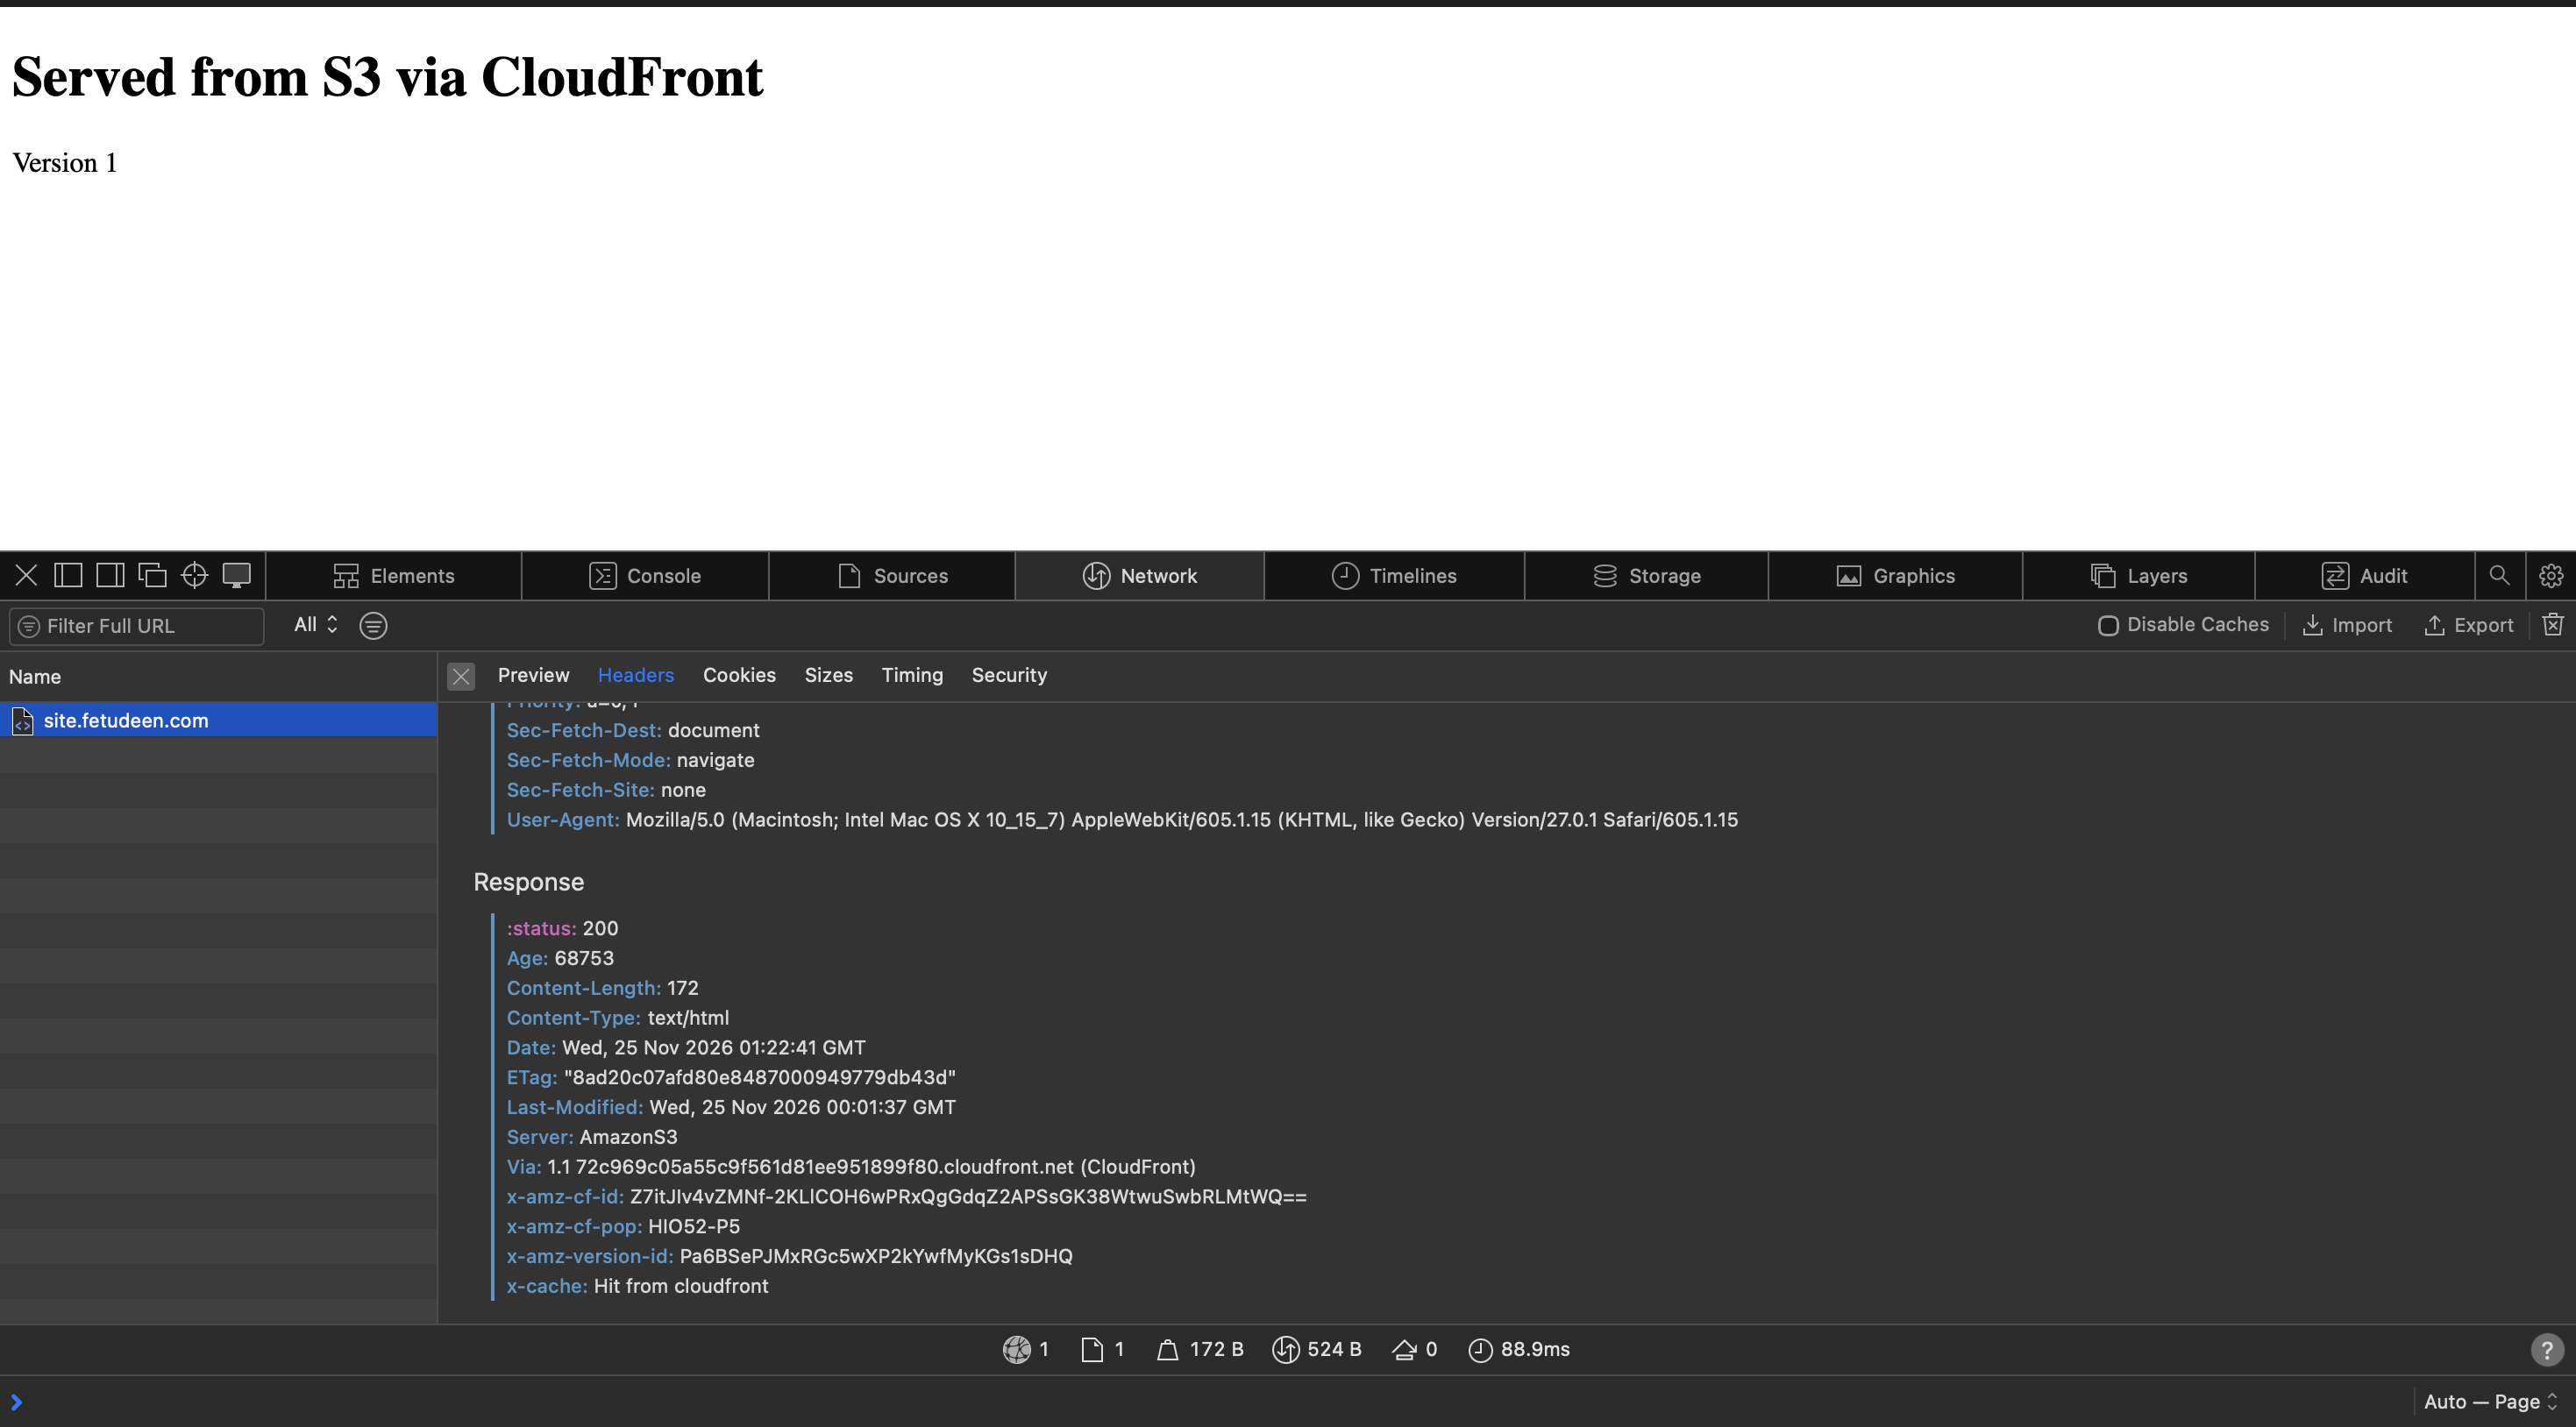 Served from S3 via CloudFront
Version 1
Elements Console Sources Network Timelines Storage Graphics Layers Audit
Filter Full URL All Disable Caches Import Export
Name
Preview Headers Cookies Sizes Timing Security
site.fetudeen.com
Sec-Fetch-Dest: document
Sec-Fetch-Mode: navigate
Sec-Fetch-Site: none
User-Agent: Mozilla/5.0 (Macintosh; Intel Mac OS X 10_15_7) AppleWebKit/605.1.15 (KHTML, like Gecko) Version/27.0.1 Safari/605.1.15
Response
:status: 200
Age: 68753
Content-Length: 172
Content-Type: text/html
Date: Wed, 25 Nov 2026 01:22:41 GMT
ETag: "8ad20c07afd80e8487000949779db43d"
Last-Modified: Wed, 25 Nov 2026 00:01:37 GMT
Server: AmazonS3
Via: 1.1 72c969c05a55c9f561d81ee951899f80.cloudfront.net (CloudFront)
x-amz-cf-id: Z7itJIv4vZMNf-2KLICOH6wPRxQgGdqZ2APSsGK38WtwuSwbRLMtWQ==
x-amz-cf-pop: HIO52-P5
x-amz-version-id: Pa6BSePJMxRGc5wXP2kYwfMyKGs1sDHQ
x-cache: Hit from cloudfront
1 1 172 B 524 B 0 88.9ms ?
Auto — Page